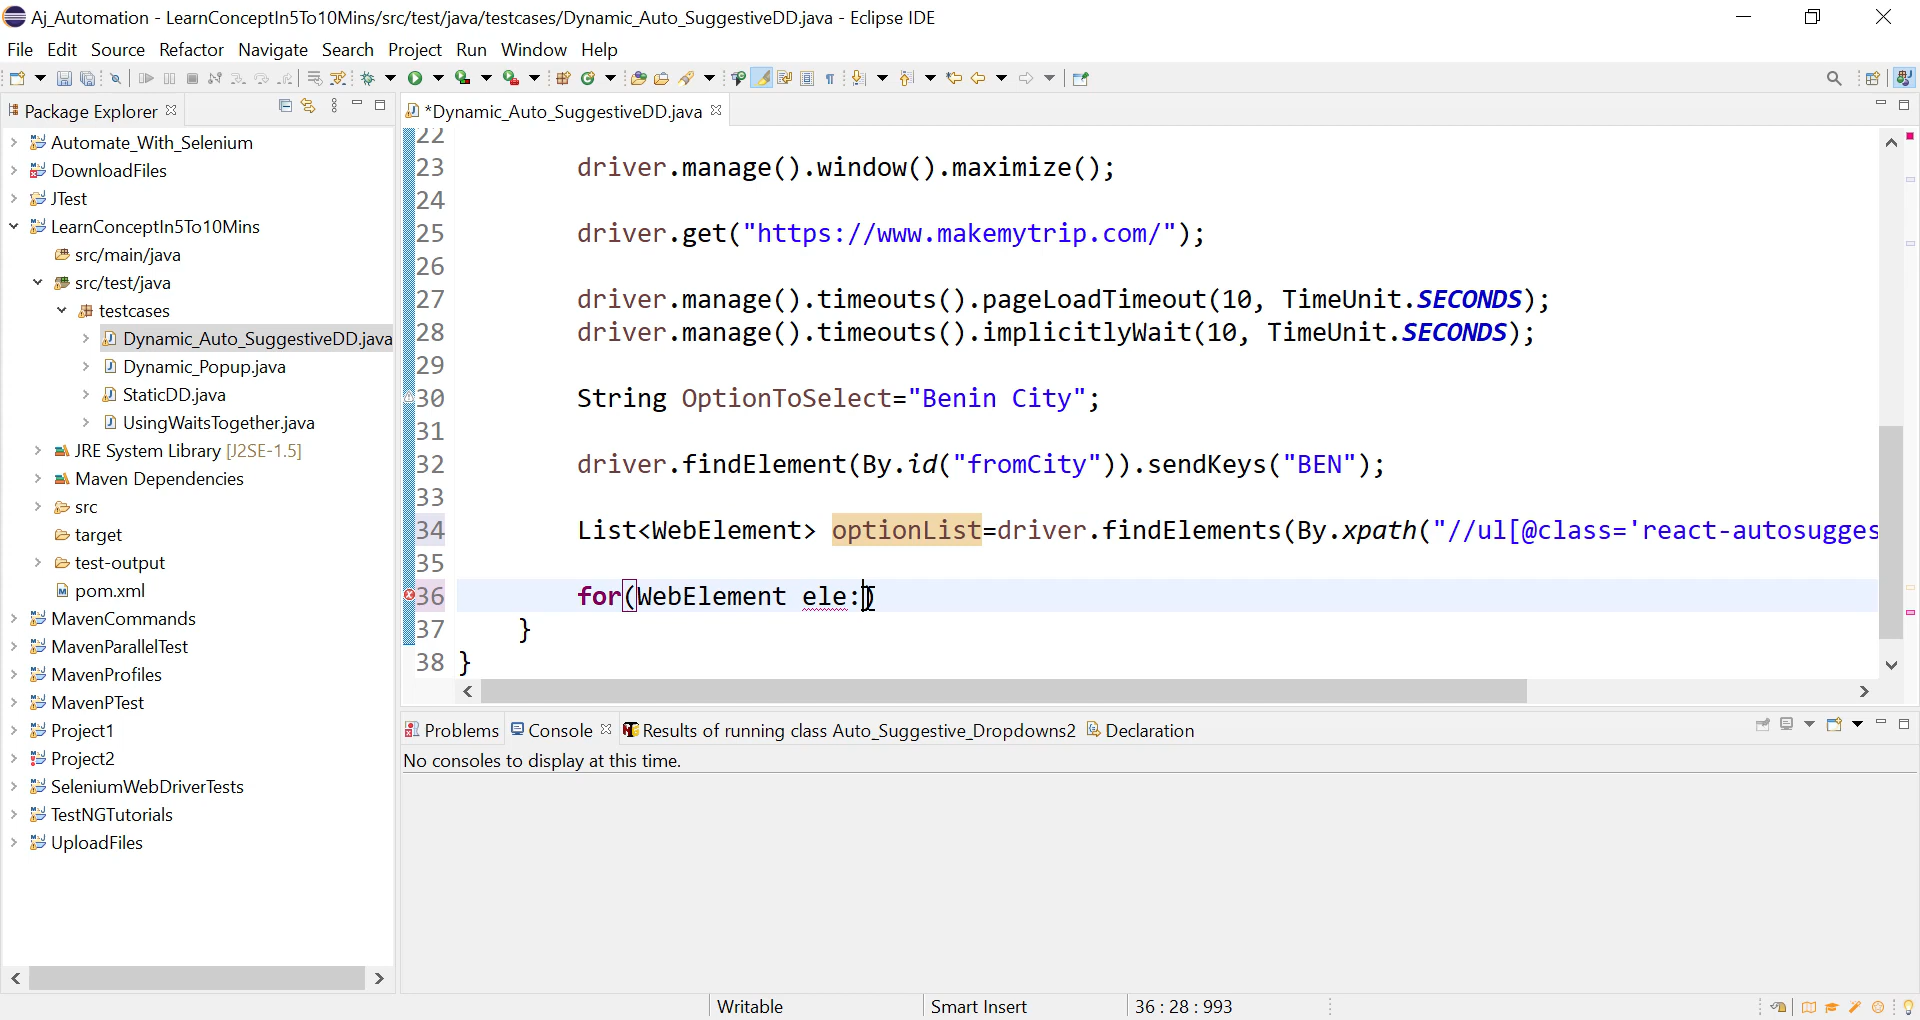 Aj_Automation - LearnConceptIn5To10Mins/src/test/java/testcases/Dynamic_Auto_SuggestiveDD.java - Eclipse IDE
File Edit Source Refactor Navigate Search Project Run Window Help
Package Explorer
Automate_With_Selenium
DownloadFiles
JTest
LearnConceptIn5To10Mins
src/main/java
src/test/java
testcases
Dynamic_Auto_SuggestiveDD.java
Dynamic_Popup.java
StaticDD.java
UsingWaitsTogether.java
JRE System Library [J2SE-1.5]
Maven Dependencies
src
target
test-output
pom.xml
MavenCommands
MavenParallelTest
MavenProfiles
MavenPTest
Project1
Project2
SeleniumWebDriverTests
TestNGTutorials
UploadFiles
*Dynamic_Auto_SuggestiveDD.java
22
23 driver.manage().window().maximize();
24
25 driver.get("https://www.makemytrip.com/");
26
27 driver.manage().timeouts().pageLoadTimeout(10, TimeUnit.SECONDS);
28 driver.manage().timeouts().implicitlyWait(10, TimeUnit.SECONDS);
29
30 String OptionToSelect="Benin City";
31
32 driver.findElement(By.id("fromCity")).sendKeys("BEN");
33
34 List<WebElement> optionList=driver.findElements(By.xpath("//ul[@class='react-autosugges
35
36 for(WebElement ele:)
37 }
38 }
Problems Console Results of running class Auto_Suggestive_Dropdowns2 Declaration
No consoles to display at this time.
Writable Smart Insert 36 : 28 : 993